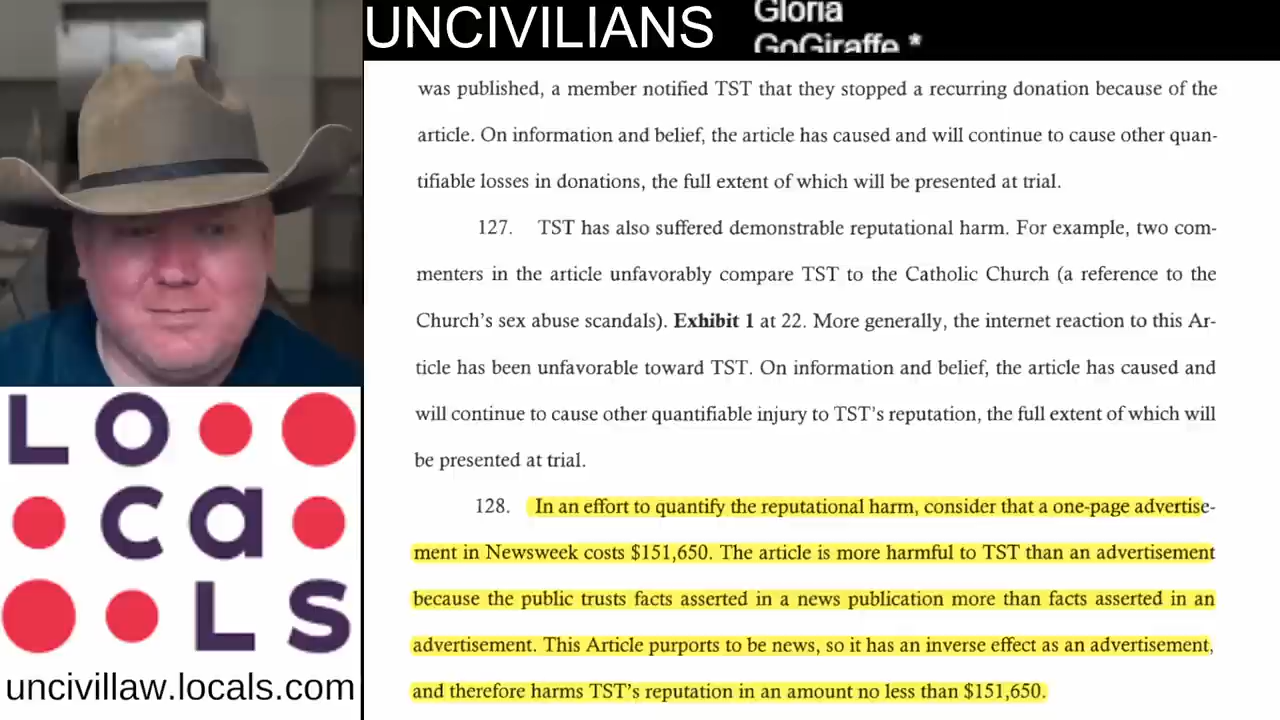 UNCIVILIANS
Gloria
GoGiraffe *
was published, a member notified TST that they stopped a recurring donation because of the
article. On information and belief, the article has caused and will continue to cause other quan-
tifiable losses in donations, the full extent of which will be presented at trial.
127. TST has also suffered demonstrable reputational harm. For example, two com-
menters in the article unfavorably compare TST to the Catholic Church (a reference to the
Church's sex abuse scandals). Exhibit 1 at 22. More generally, the internet reaction to this Ar-
ticle has been unfavorable toward TST. On information and belief, the article has caused and
will continue to cause other quantifiable injury to TST's reputation, the full extent of which will
be presented at trial.
128. In an effort to quantify the reputational harm, consider that a one-page advertise-
ment in Newsweek costs $151,650. The article is more harmful to TST than an advertisement
because the public trusts facts asserted in a news publication more than facts asserted in an
advertisement. This Article purports to be news, so it has an inverse effect as an advertisement,
and therefore harms TST's reputation in an amount no less than $151,650.
LOCALS
uncivillaw.locals.com